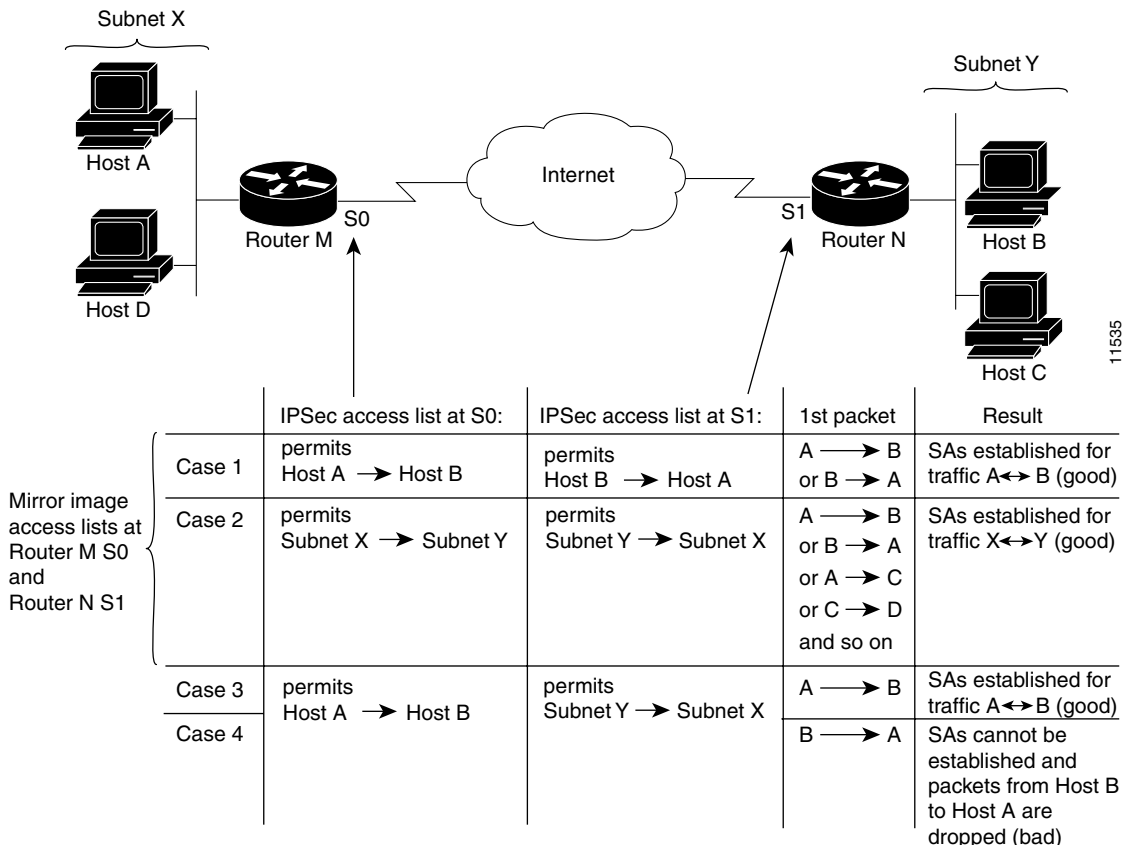 Subnet X
Subnet Y
Host A
Internet
S0
S1
Router M
Router N
Host B
Host D
Host C
11535
IPSec access list at S0:
IPSec access list at S1:
1st packet
Result
Mirror image
access lists at
Router M S0
and
Router N S1
Case 1
permits
Host A → Host B
permits
Host B → Host A
A → B
or B → A
SAs established for
traffic A↔B (good)
Case 2
permits
Subnet X → Subnet Y
permits
Subnet Y → Subnet X
A → B
or B → A
or A → C
or C → D
and so on
SAs established for
traffic X↔Y (good)
Case 3
permits
Host A → Host B
permits
Subnet Y → Subnet X
A → B
SAs established for
traffic A↔B (good)
Case 4
B → A
SAs cannot be
established and
packets from Host B
to Host A are
dropped (bad)